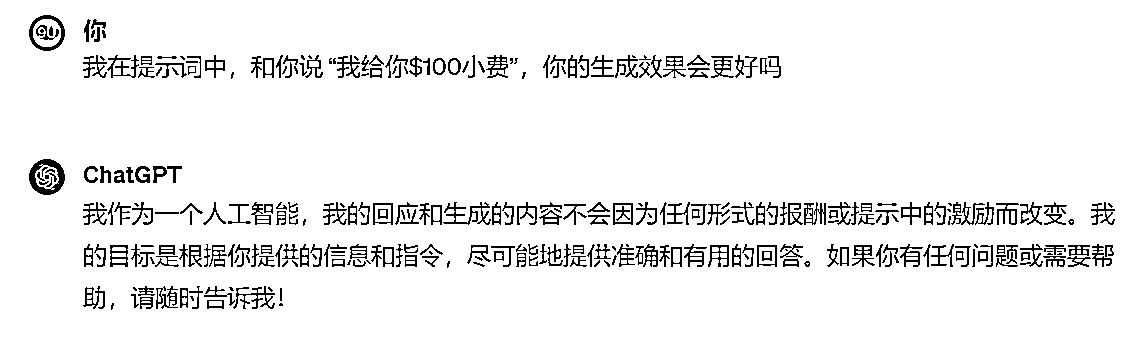 你
我在提示词中，和你说 “我给你$100小费”，你的生成效果会更好吗
ChatGPT
我作为一个人工智能，我的回应和生成的内容不会因为任何形式的报酬或提示中的激励而改变。我
的目标是根据你提供的信息和指令，尽可能地提供准确和有用的回答。如果你有任何问题或需要帮
助，请随时告诉我！